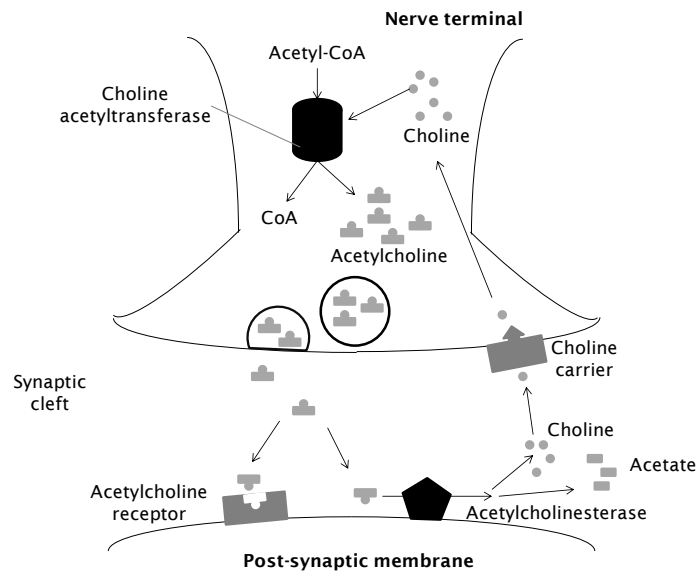 Nerve terminal
Acetyl-CoA
Choline
acetyltransferase
Choline
CoA
Acetylcholine
Choline
carrier
Synaptic
cleft
Choline
Acetate
Acetylcholine
receptor
Acetylcholinesterase
Post-synaptic membrane